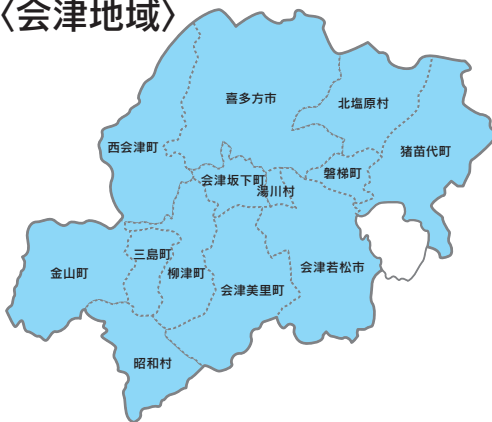 〈会津地域〉
喜多方市
北塩原村
西会津町
猪苗代町
磐梯町
会津坂下町
湯川村
三島町
金山町
柳津町
会津若松市
会津美里町
昭和村